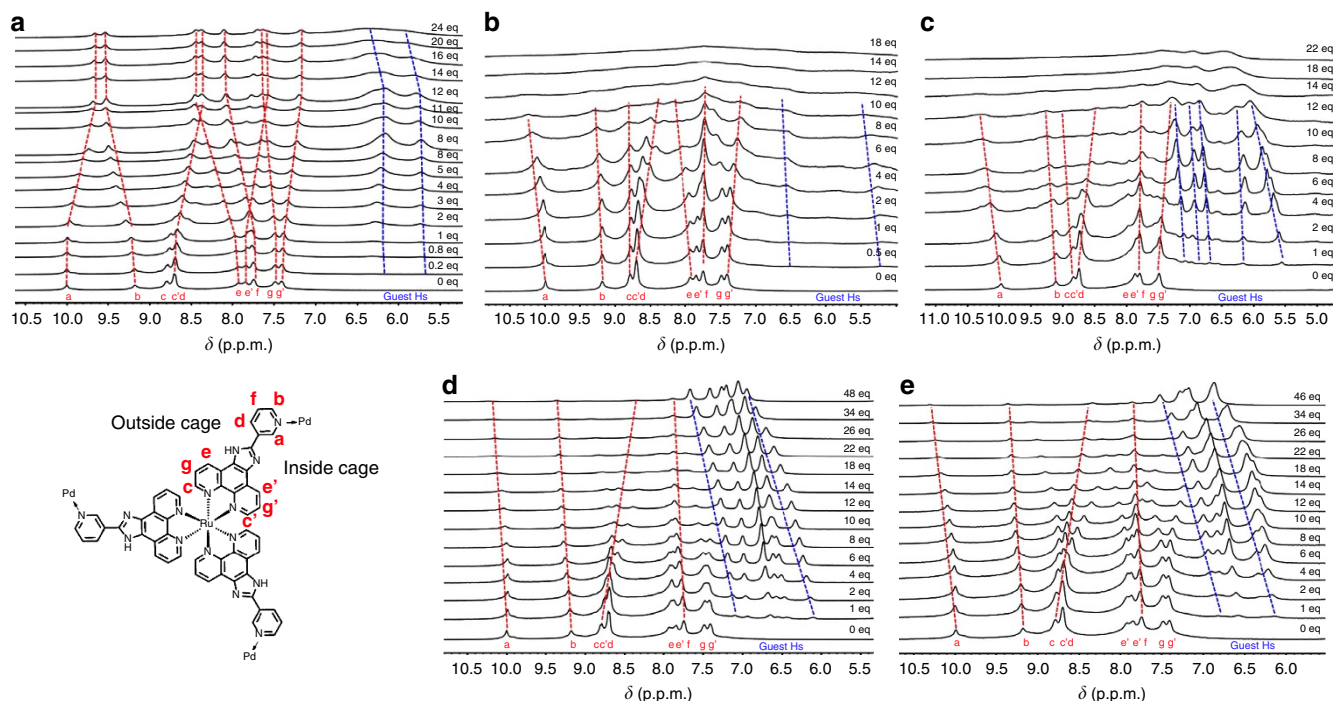 a
24 eq
20 eq
16 eq
14 eq
12 eq
11 eq
10 eq
8 eq
8 eq
5 eq
4 eq
3 eq
2 eq
1 eq
0.8 eq
0.2 eq
0 eq
a b c c'd e e' f g g' Guest Hs
10.5 10.0 9.5 9.0 8.5 8.0 7.5 7.0 6.5 6.0 5.5
δ (p.p.m.)
b
18 eq
14 eq
12 eq
10 eq
8 eq
6 eq
4 eq
2 eq
1 eq
0.5 eq
0 eq
a b cc'd e e' f g g' Guest Hs
10.0 9.5 9.0 8.5 8.0 7.5 7.0 6.5 6.0 5.5
δ (p.p.m.)
c
22 eq
18 eq
14 eq
12 eq
10 eq
8 eq
6 eq
4 eq
2 eq
1 eq
0 eq
a b cc'd e e' f g g' Guest Hs
11.0 10.5 10.0 9.5 9.0 8.5 8.0 7.5 7.0 6.5 6.0 5.5 5.0
δ (p.p.m.)
Outside cage
f b
d N Pd
a
HN N
Inside cage
e
g
c
e'
g'
c'
Pd
N
N
N
H
N N
N Ru N
N N
NH
N
N
Pd
d
48 eq
34 eq
26 eq
22 eq
18 eq
14 eq
12 eq
10 eq
8 eq
6 eq
4 eq
2 eq
1 eq
0 eq
a b cc'd e e' f g g' Guest Hs
10.5 10.0 9.5 9.0 8.5 8.0 7.5 7.0 6.5 6.0
δ (p.p.m.)
e
46 eq
34 eq
26 eq
22 eq
18 eq
14 eq
12 eq
10 eq
8 eq
6 eq
4 eq
2 eq
1 eq
0 eq
a b c c'd e' e' f g g' Guest Hs
10.5 10.0 9.5 9.0 8.5 8.0 7.5 7.0 6.5 6.0
δ (p.p.m.)